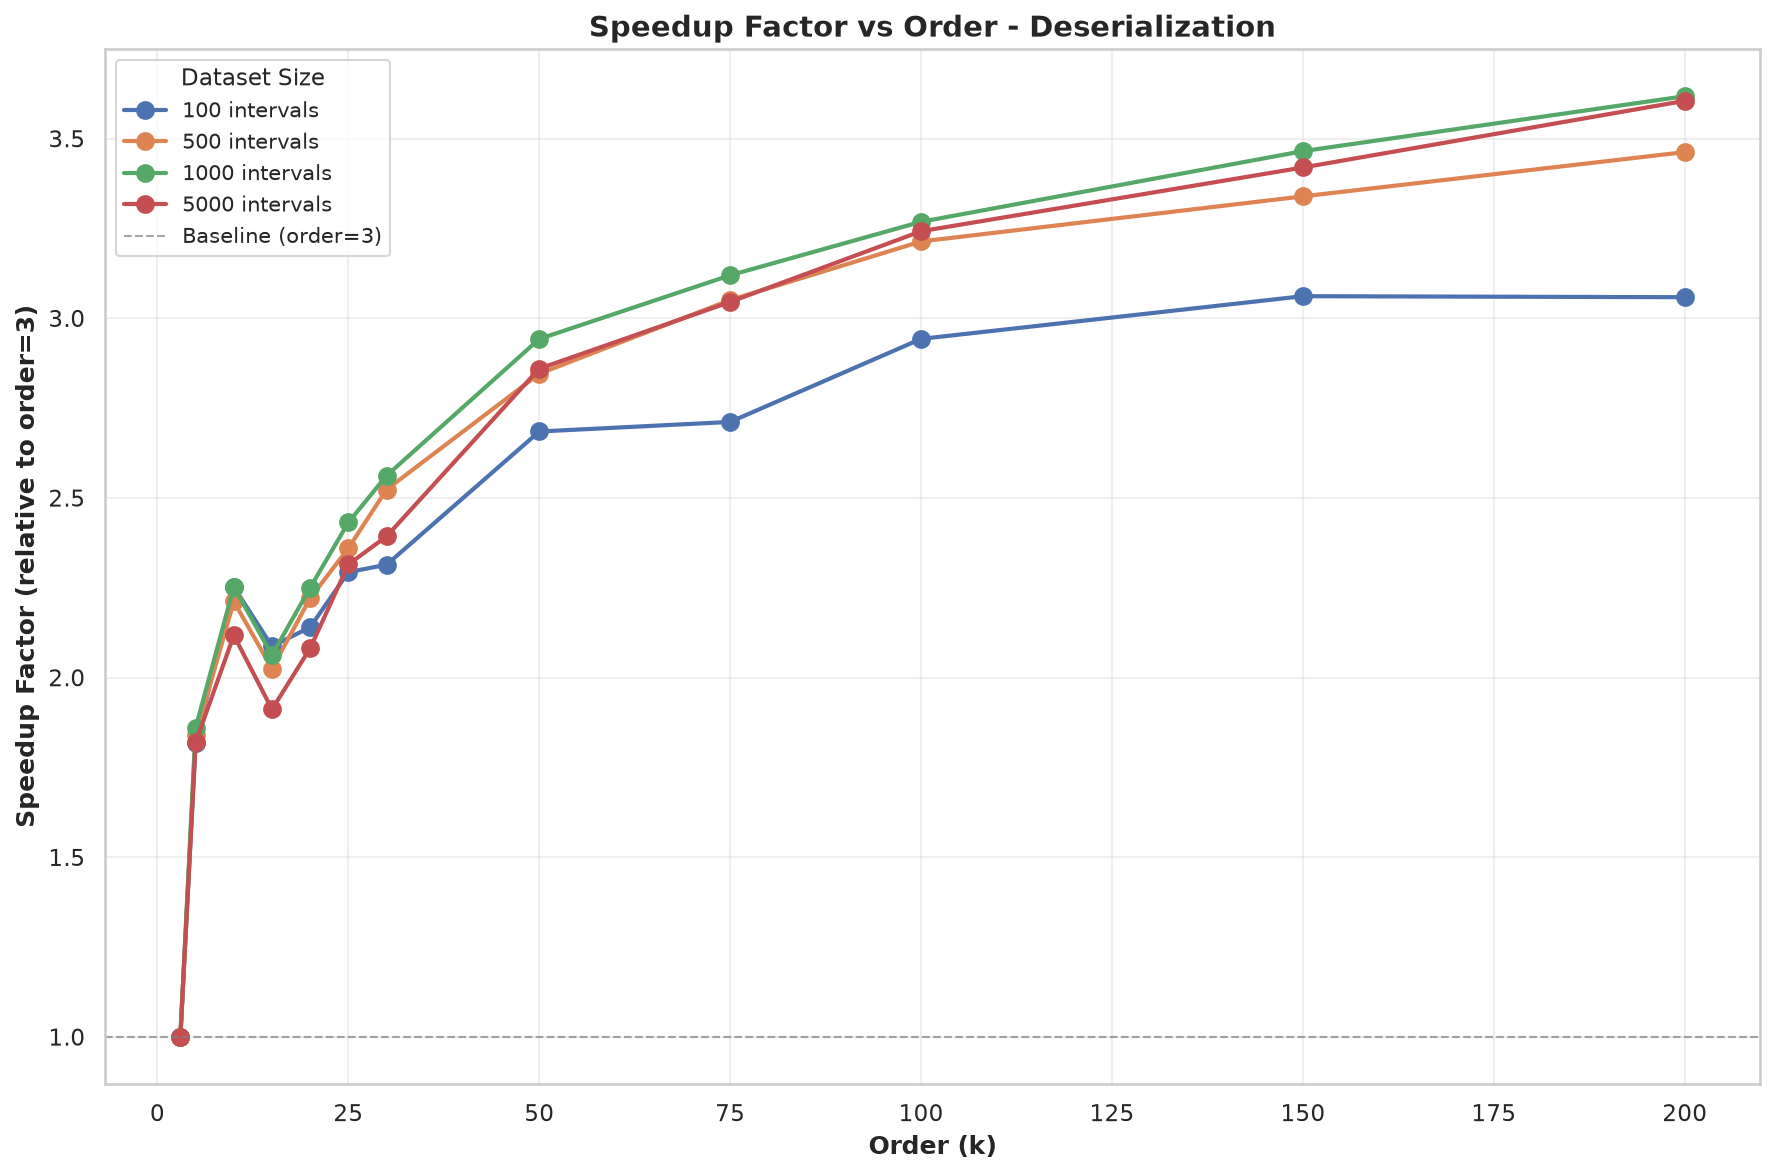 Speedup Factor vs Order - Deserialization
Dataset Size
100 intervals
500 intervals
1000 intervals
5000 intervals
Baseline (order=3)
Speedup Factor (relative to order=3)
3.5
3.0
2.5
2.0
1.5
1.0
0 25 50 75 100 125 150 175 200
Order (k)